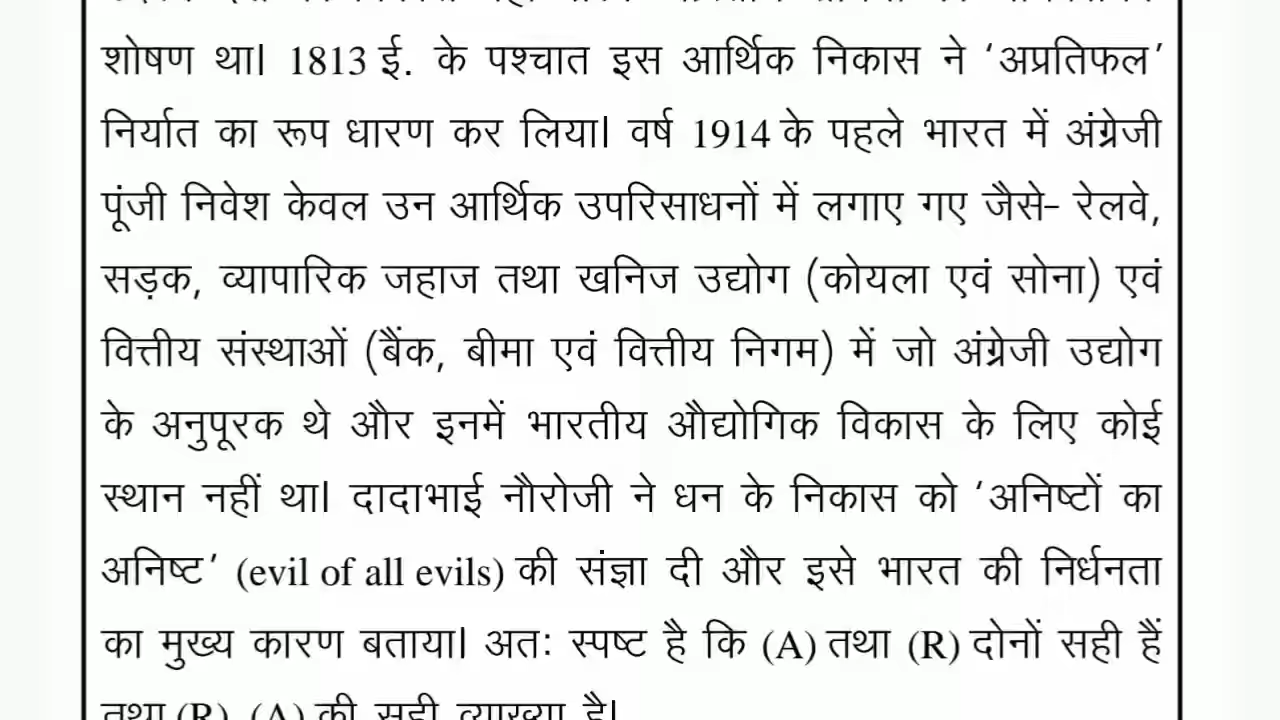 शोषण था। 1813 ई. के पश्चात इस आर्थिक निकास ने ‘अप्रतिफल’
निर्यात का रूप धारण कर लिया। वर्ष 1914 के पहले भारत में अंग्रेजी
पूंजी निवेश केवल उन आर्थिक उपरिसाधनों में लगाए गए जैसे– रेलवे,
सड़क, व्यापारिक जहाज तथा खनिज उद्योग (कोयला एवं सोना) एवं
वित्तीय संस्थाओं (बैंक, बीमा एवं वित्तीय निगम) में जो अंग्रेजी उद्योग
के अनुपूरक थे और इनमें भारतीय औद्योगिक विकास के लिए कोई
स्थान नहीं था। दादाभाई नौरोजी ने धन के निकास को ‘अनिष्टों का
अनिष्ट’ (evil of all evils) की संज्ञा दी और इसे भारत की निर्धनता
का मुख्य कारण बताया। अतः स्पष्ट है कि (A) तथा (R) दोनों सही हैं
तथा (R), (A) की सही व्याख्या है।